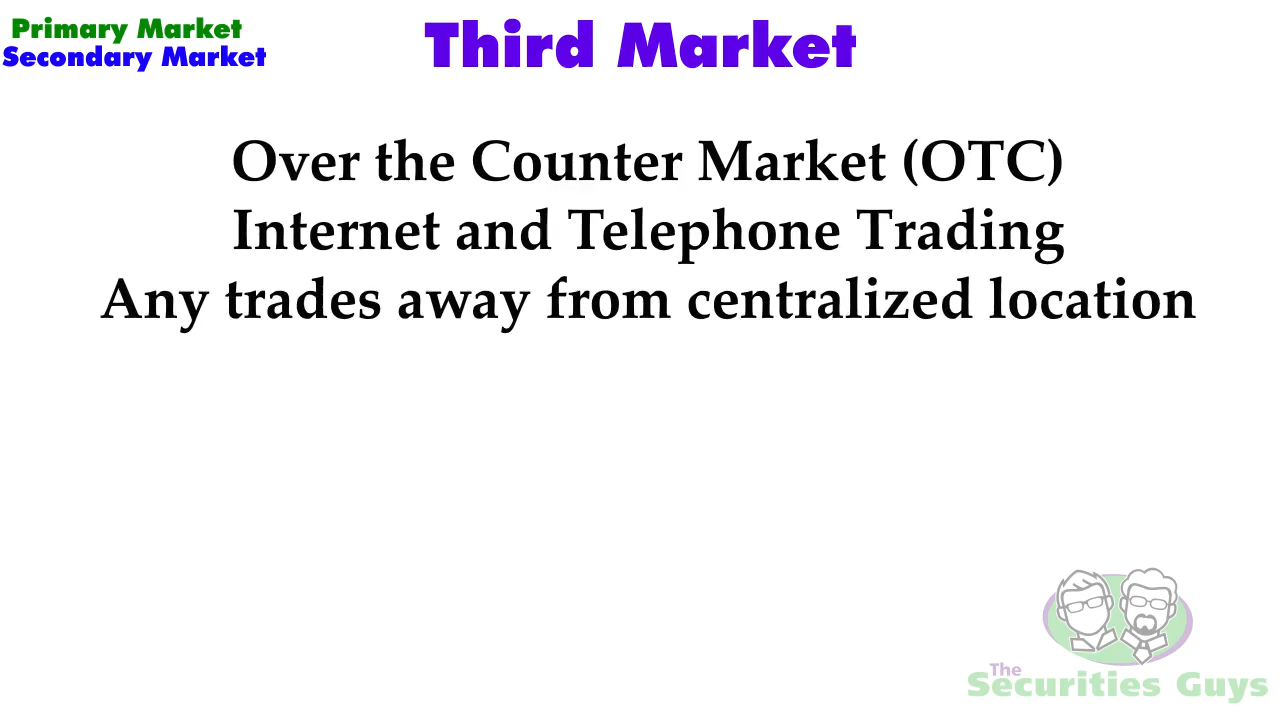 Primary Market
Secondary Market
Third Market
Over the Counter Market (OTC)
Internet and Telephone Trading
Any trades away from centralized location
The
Securities Guys